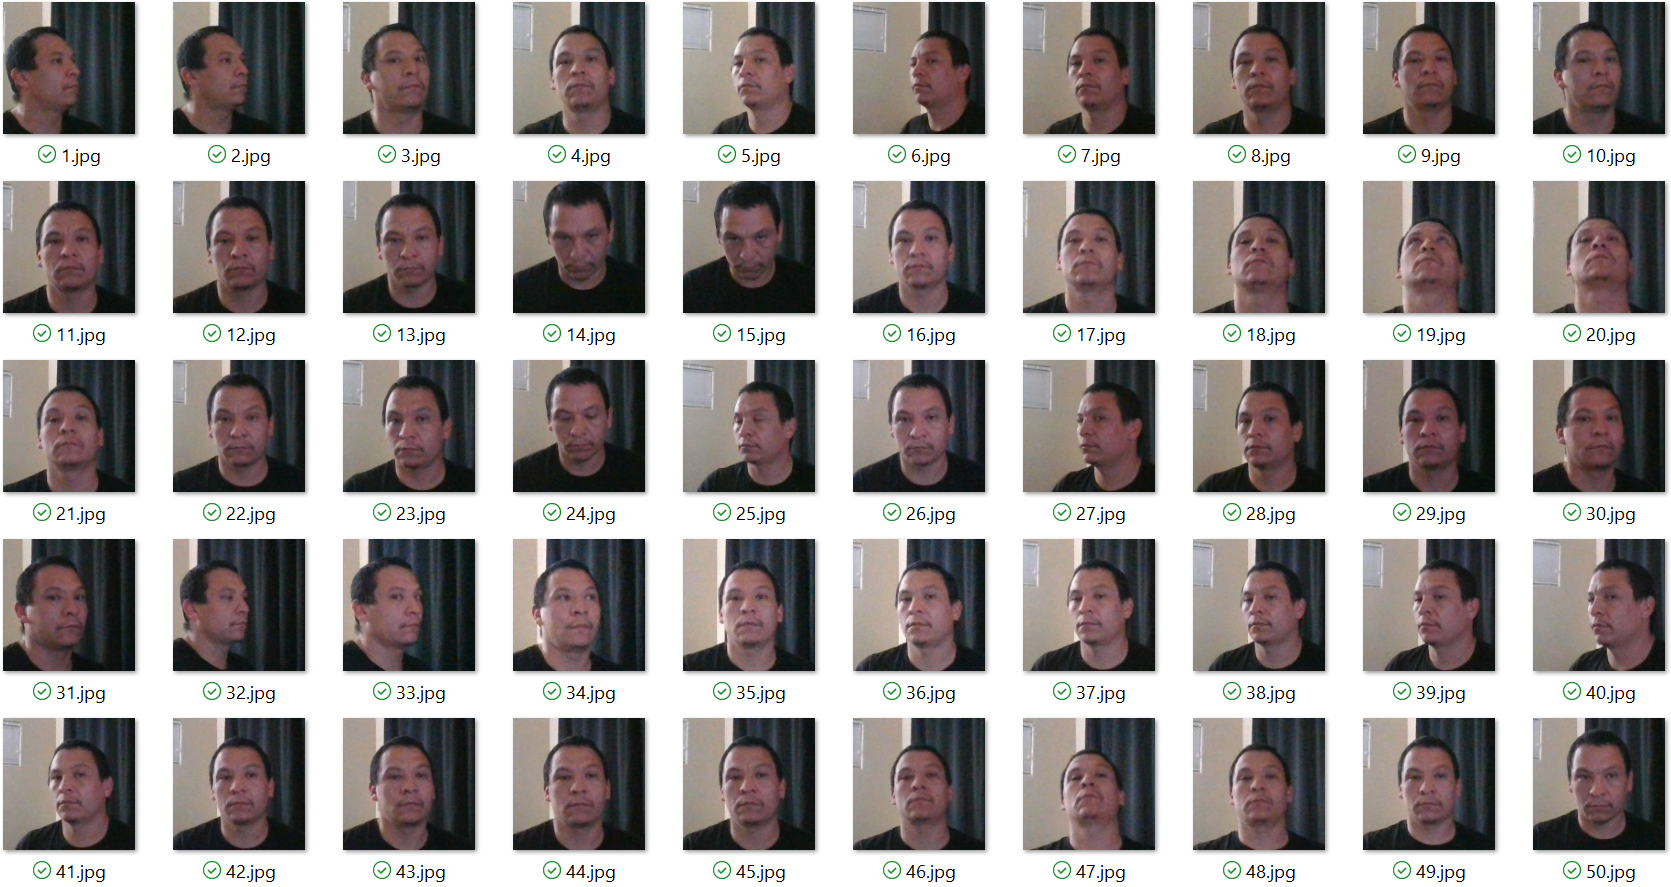 1.jpg 2.jpg 3.jpg 4.jpg 5.jpg 6.jpg 7.jpg 8.jpg 9.jpg 10.jpg
11.jpg 12.jpg 13.jpg 14.jpg 15.jpg 16.jpg 17.jpg 18.jpg 19.jpg 20.jpg
21.jpg 22.jpg 23.jpg 24.jpg 25.jpg 26.jpg 27.jpg 28.jpg 29.jpg 30.jpg
31.jpg 32.jpg 33.jpg 34.jpg 35.jpg 36.jpg 37.jpg 38.jpg 39.jpg 40.jpg
41.jpg 42.jpg 43.jpg 44.jpg 45.jpg 46.jpg 47.jpg 48.jpg 49.jpg 50.jpg